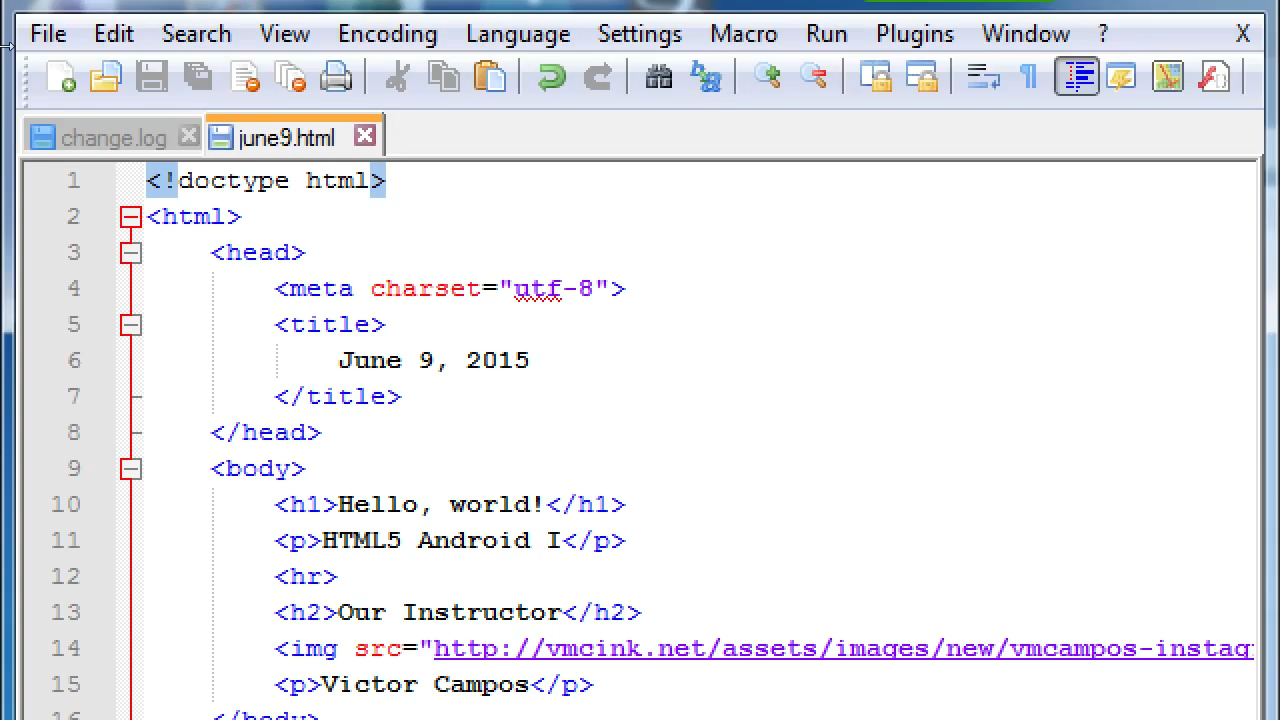 File Edit Search View Encoding Language Settings Macro Run Plugins Window ? X
change.log june9.html
1 <!doctype html>
2 <html>
3 <head>
4 <meta charset="utf-8">
5 <title>
6 June 9, 2015
7 </title>
8 </head>
9 <body>
10 <h1>Hello, world!</h1>
11 <p>HTML5 Android I</p>
12 <hr>
13 <h2>Our Instructor</h2>
14 <img src="http://vmcink.net/assets/images/new/vmcampos-instag
15 <p>Victor Campos</p>
16 </body>